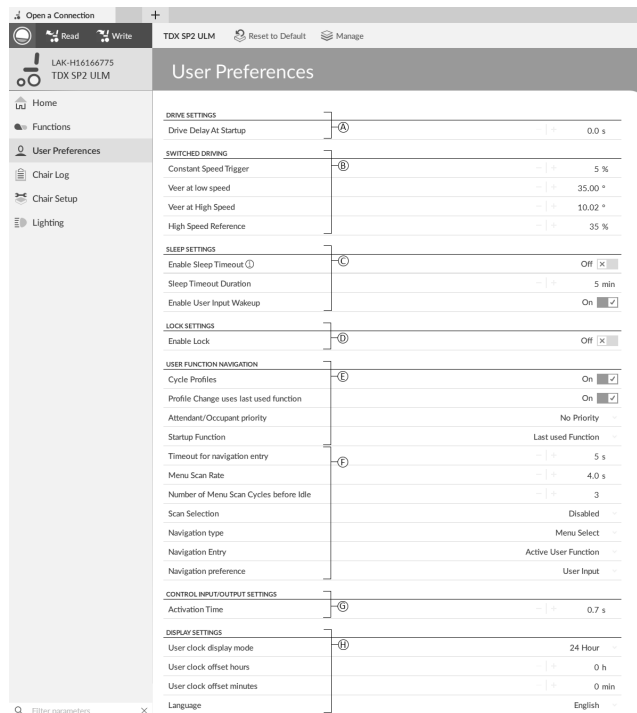 Open a Connection +
Read Write TDX SP2 ULM Reset to Default Manage
LAK-H16166775
TDX SP2 ULM
User Preferences
Home
Functions
User Preferences
Chair Log
Chair Setup
Lighting
Filter parameters ×
DRIVE SETTINGS
Drive Delay At Startup Ⓐ − + 0.0 s
SWITCHED DRIVING
Constant Speed Trigger Ⓑ − + 5 %
Veer at low speed − + 35.00 °
Veer at High Speed − + 10.02 °
High Speed Reference − + 35 %
SLEEP SETTINGS
Enable Sleep Timeout ⓘ Ⓒ Off
Sleep Timeout Duration − + 5 min
Enable User Input Wakeup On
LOCK SETTINGS
Enable Lock Ⓓ Off
USER FUNCTION NAVIGATION
Cycle Profiles Ⓔ On
Profile Change uses last used function On
Attendant/Occupant priority No Priority
Startup Function Last used Function
Timeout for navigation entry Ⓕ − + 5 s
Menu Scan Rate − + 4.0 s
Number of Menu Scan Cycles before Idle − + 3
Scan Selection Disabled
Navigation type Menu Select
Navigation Entry Active User Function
Navigation preference User Input
CONTROL INPUT/OUTPUT SETTINGS
Activation Time Ⓖ − + 0.7 s
DISPLAY SETTINGS
User clock display mode Ⓗ 24 Hour
User clock offset hours − + 0 h
User clock offset minutes − + 0 min
Language English